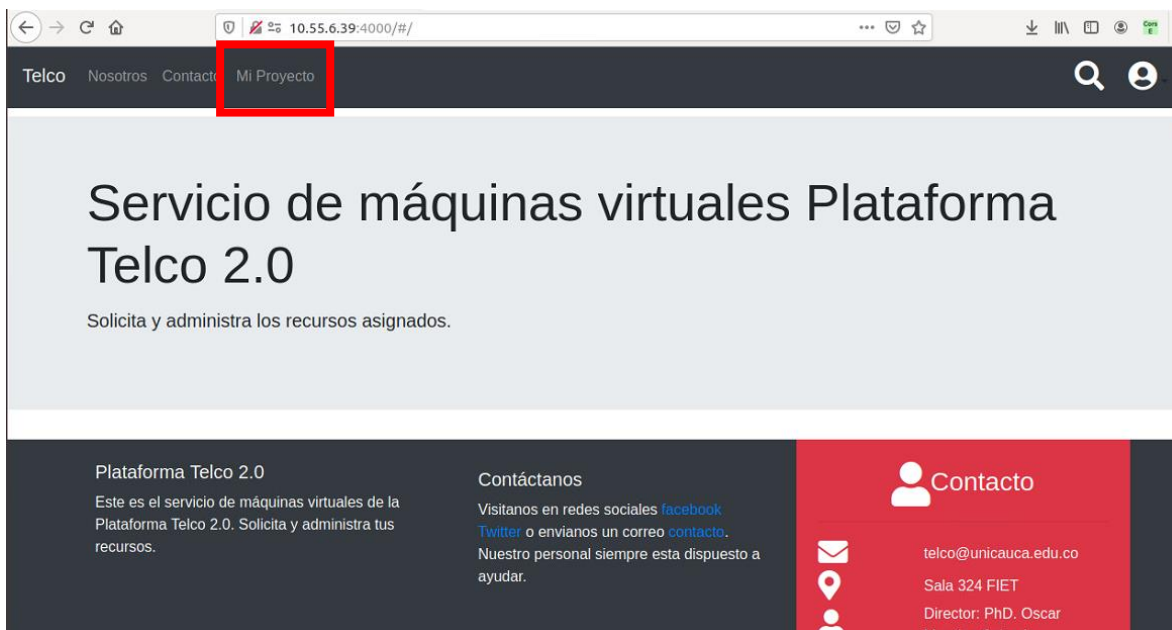 10.55.6.39:4000/#/
Cors
E
Telco Nosotros Contacto Mi Proyecto
Servicio de máquinas virtuales Plataforma
Telco 2.0
Solicita y administra los recursos asignados.
Plataforma Telco 2.0
Este es el servicio de máquinas virtuales de la
Plataforma Telco 2.0. Solicita y administra tus
recursos.
Contáctanos
Visitanos en redes sociales facebook
Twitter o envianos un correo contacto.
Nuestro personal siempre esta dispuesto a
ayudar.
Contacto
telco@unicauca.edu.co
Sala 324 FIET
Director: PhD. Oscar